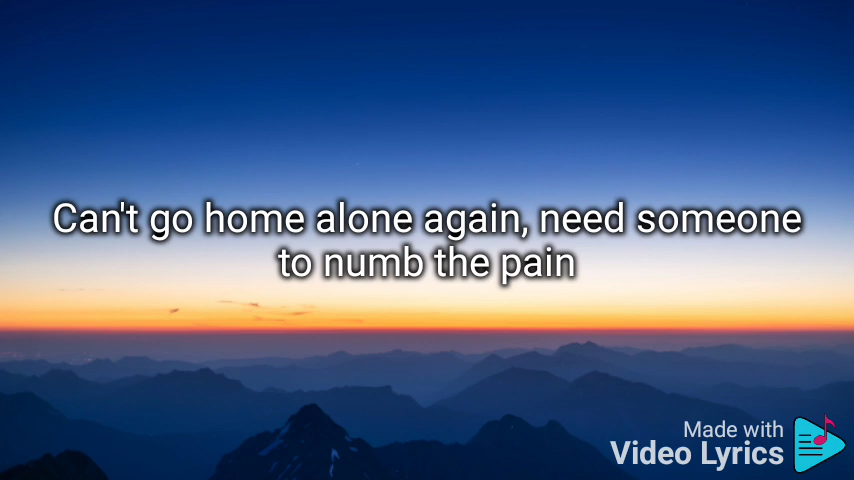 Can't go home alone again, need someone
to numb the pain
Made with
Video Lyrics